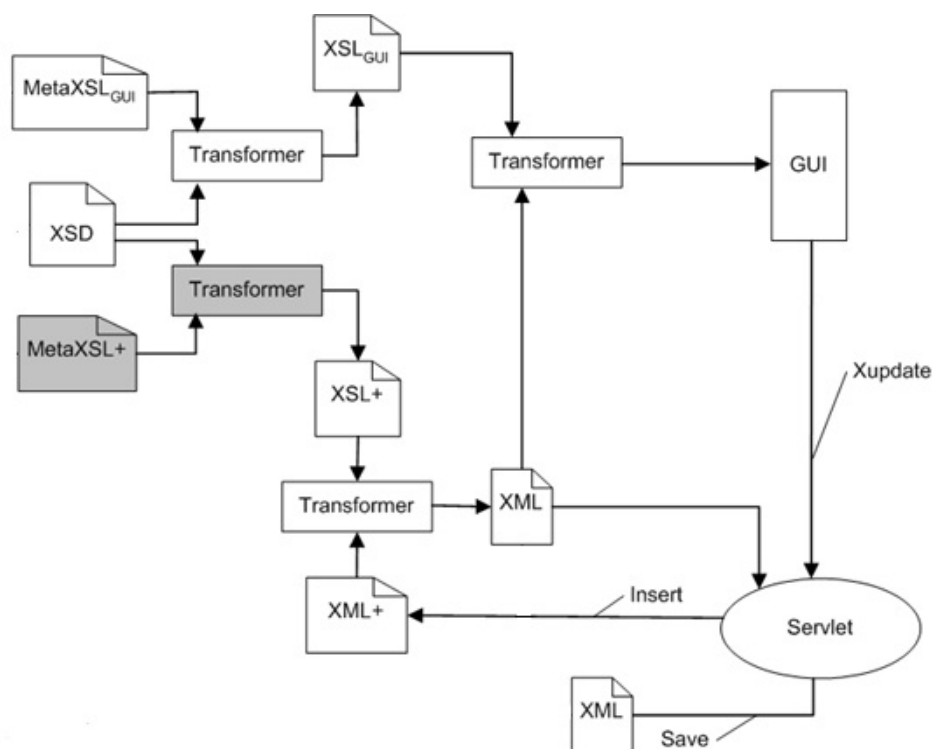 XSLGUI
MetaXSLGUI
Transformer
Transformer
GUI
XSD
Transformer
MetaXSL+
Xupdate
XSL+
Transformer
XML
Insert
XML+
Servlet
XML
Save